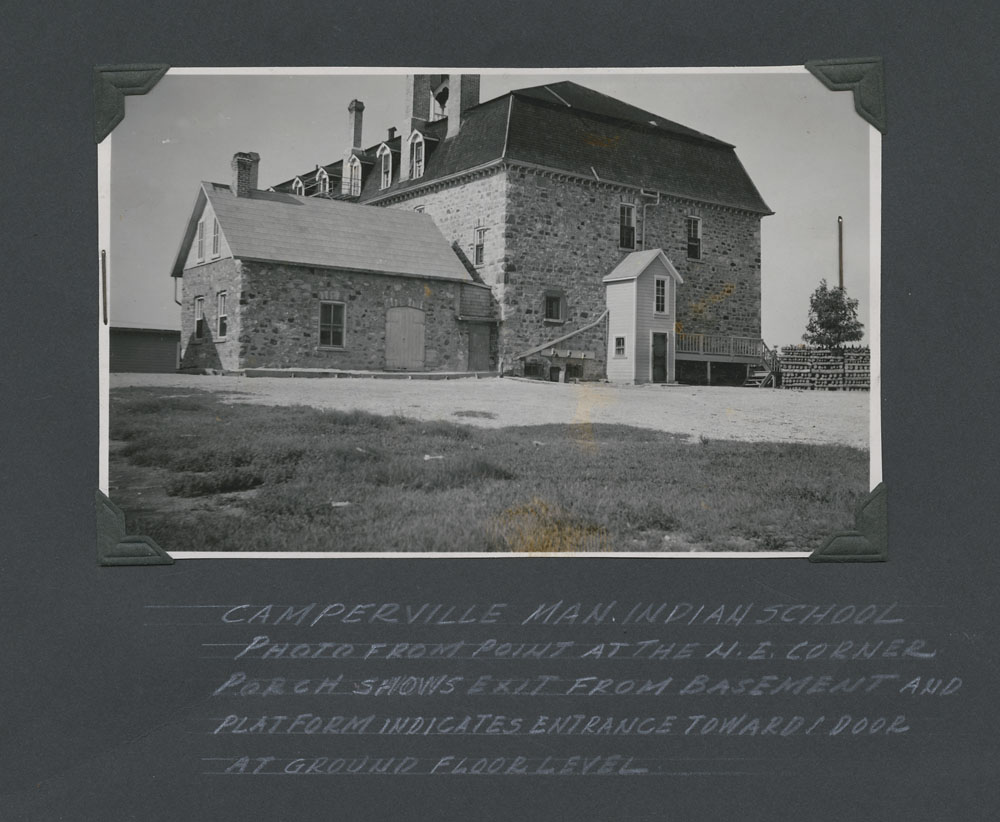 CAMPERVILLE MAN. INDIAN SCHOOL
PHOTO FROM POINT AT THE N.E. CORNER
PORCH SHOWS EXIT FROM BASEMENT AND
PLATFORM INDICATES ENTRANCE TOWARDS DOOR
AT GROUND FLOOR LEVEL